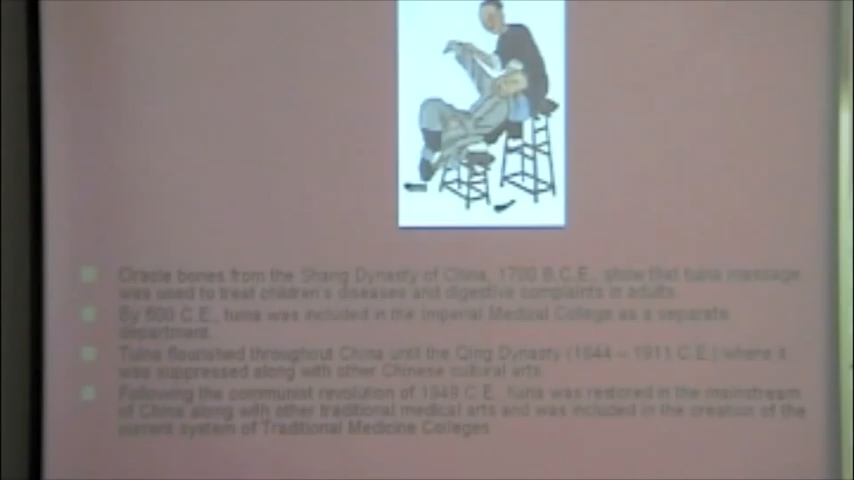 Oracle bones from the Shang Dynasty of China, 1700 B.C.E., show that tuina massage
was used to treat children's diseases and digestive complaints in adults.
By 600 C.E., tuina was included in the Imperial Medical College as a separate
department.
Tuina flourished throughout China until the Qing Dynasty (1644 – 1911 C.E.) where it
was suppressed along with other Chinese cultural arts.
Following the communist revolution of 1949 C.E., tuina was restored in the mainstream
of China along with other traditional medical arts and was included in the creation of the
current system of Traditional Medicine Colleges